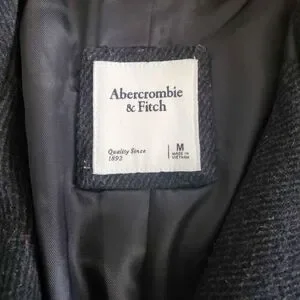 Abercrombie
& Fitch
Quality Since
1892
M
MADE IN
VIETNAM